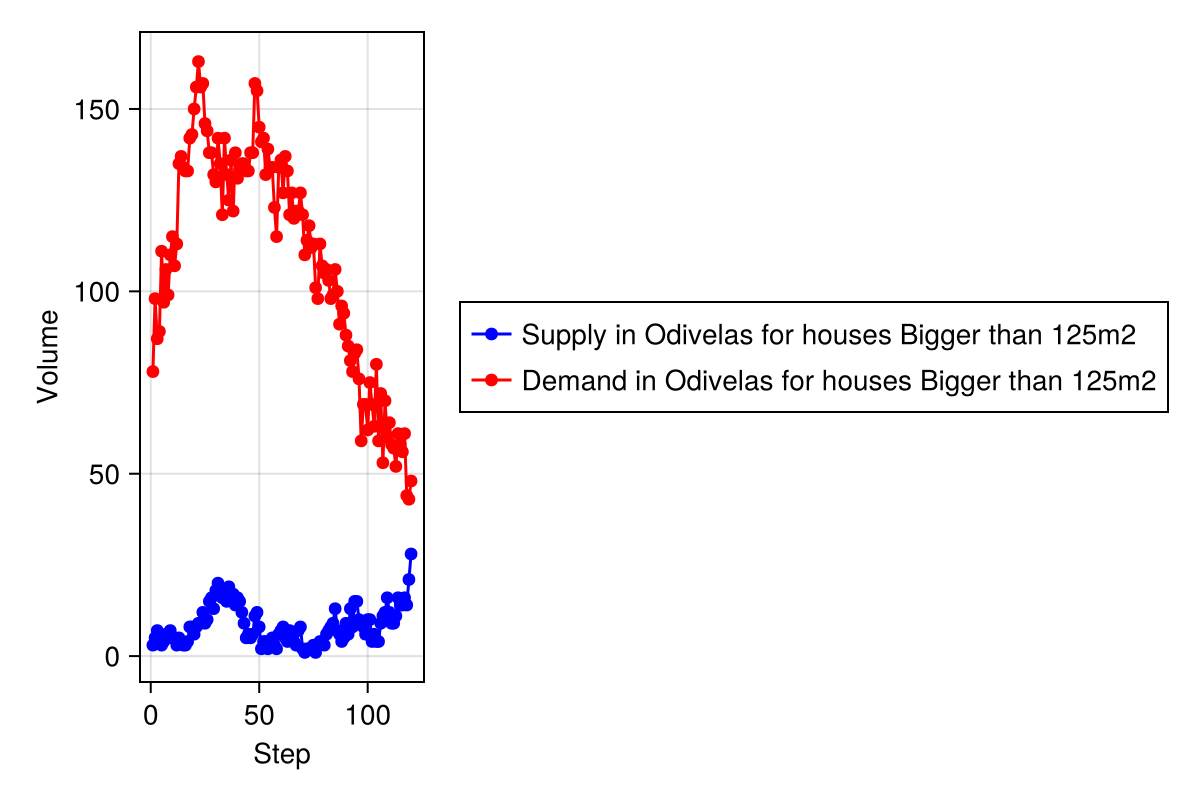 Volume
150
100
50
0
0 50 100
Step
Supply in Odivelas for houses Bigger than 125m2
Demand in Odivelas for houses Bigger than 125m2